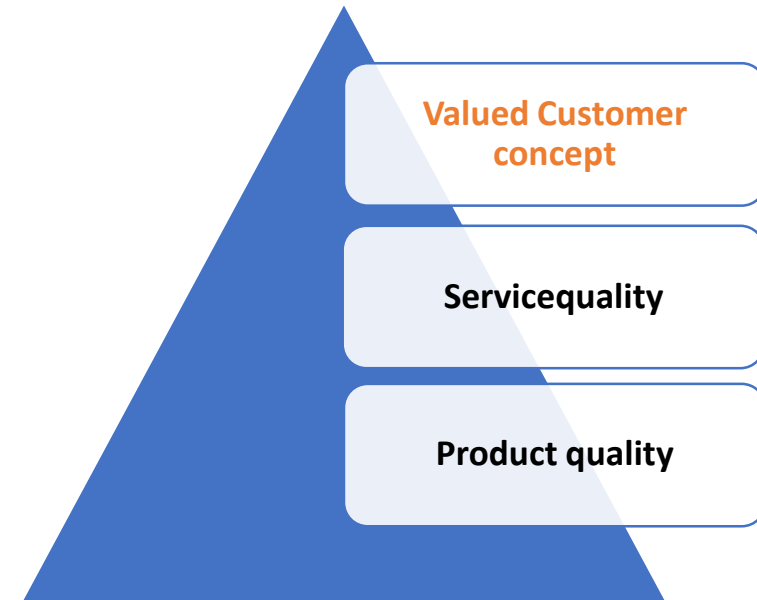 Valued Customer
concept
Servicequality
Product quality